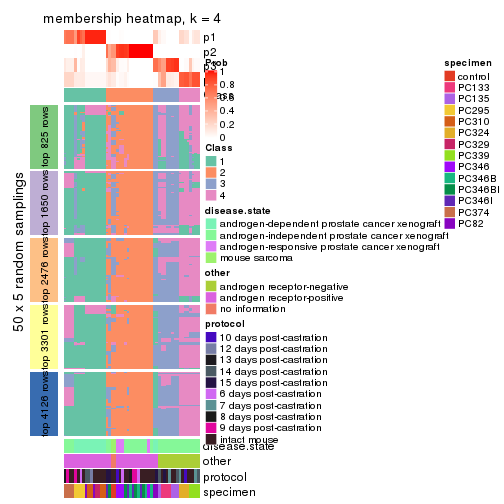 membership heatmap, k = 4
p1
p2
p3
Prob
1
0.8
0.6
0.4
0.2
0
Class
1
2
3
4
disease.state
androgen-dependent prostate cancer xenograft
androgen-independent prostate cancer xenograft
androgen-responsive prostate cancer xenograft
mouse sarcoma
other
androgen receptor-negative
androgen receptor-positive
no information
protocol
10 days post-castration
12 days post-castration
13 days post-castration
14 days post-castration
15 days post-castration
6 days post-castration
7 days post-castration
8 days post-castration
9 days post-castration
intact mouse
specimen
control
PC133
PC135
PC295
PC310
PC324
PC329
PC339
PC346
PC346B
PC346BI
PC346I
PC374
PC82
50 x 5 random samplings
top 825 rows
top 1650 rows
top 2476 rows
top 3301 rows
top 4126 rows
disease.state
other
protocol
specimen